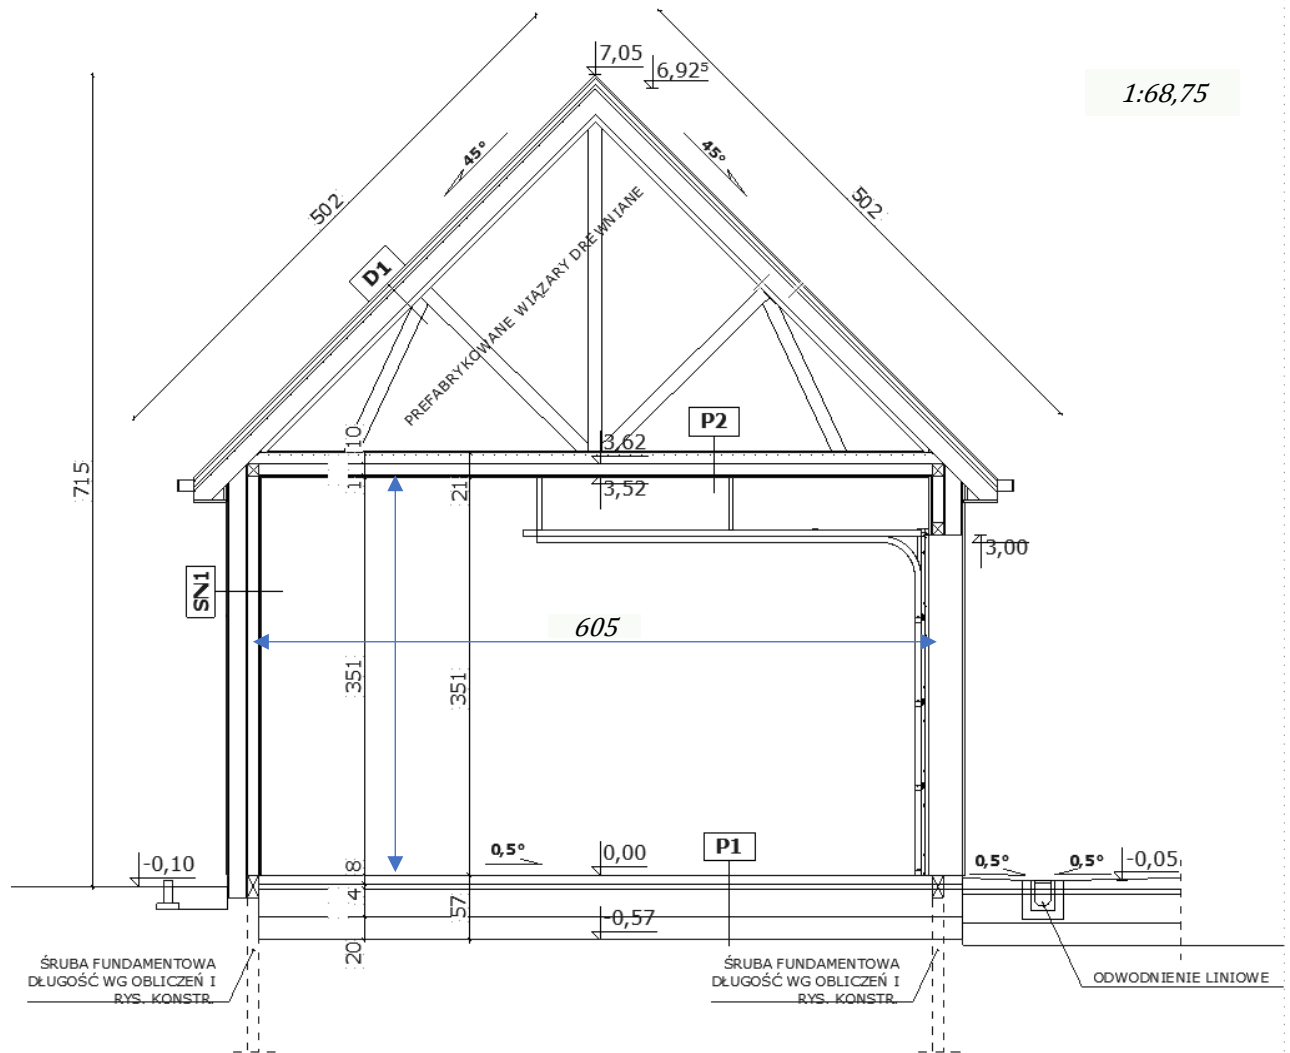 7,05
6,92⁵
1:68,75
45°
45°
502
502
D1
PREFABRYKOWANE WIĄZARY DREWNIANE
P2
10
3,62
715
21
3,52
3,00
SN1
605
351
351
P1
0,5°
0,00
0,5°
0,5°
-0,05
-0,10
8
4
57
-0,57
20
ŚRUBA FUNDAMENTOWA
DŁUGOŚĆ WG OBLICZEŃ I
RYS. KONSTR.
ŚRUBA FUNDAMENTOWA
DŁUGOŚĆ WG OBLICZEŃ I
RYS. KONSTR.
ODWODNIENIE LINIOWE